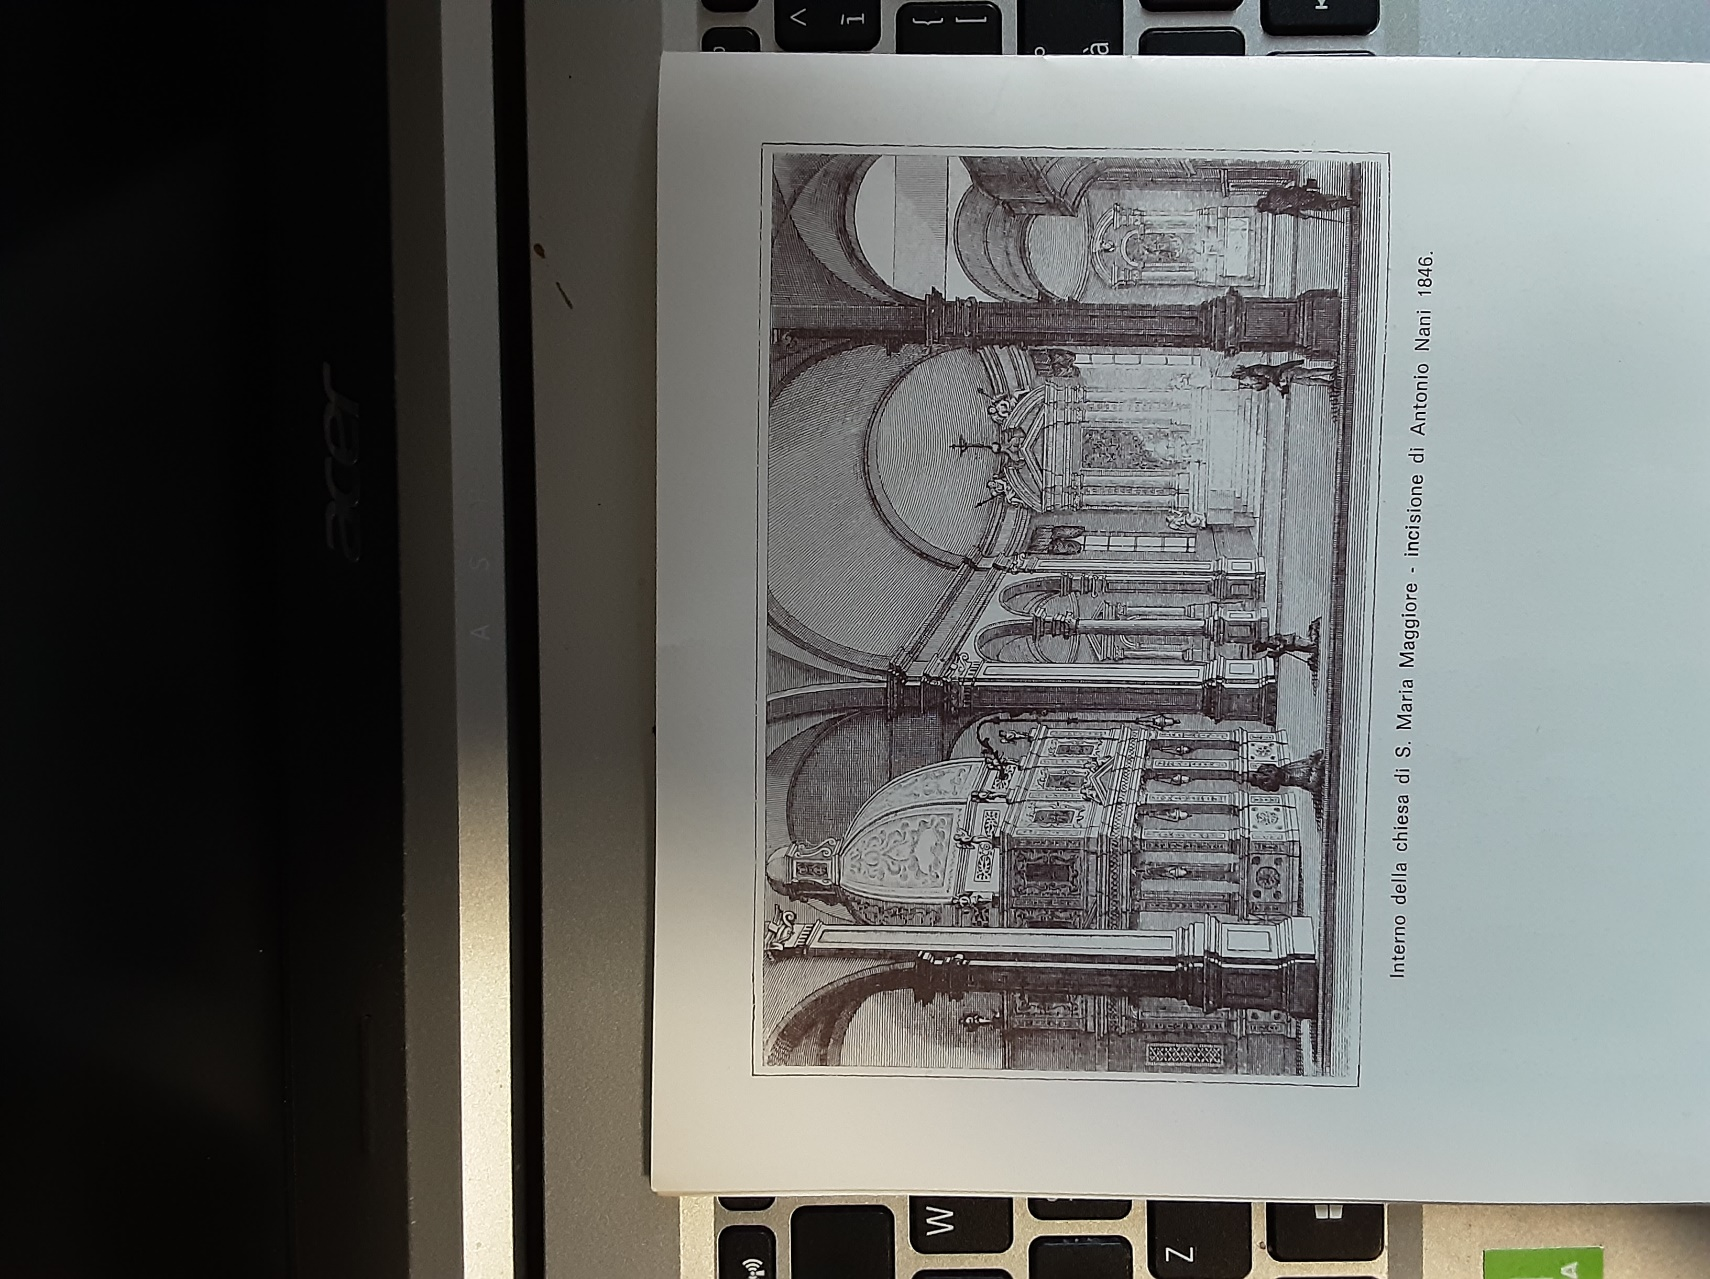 Interno della chiesa di S. Maria Maggiore - incisione di Antonio Nani 1846.
acer
A S
^
ì
{
[
à
W
Z
A